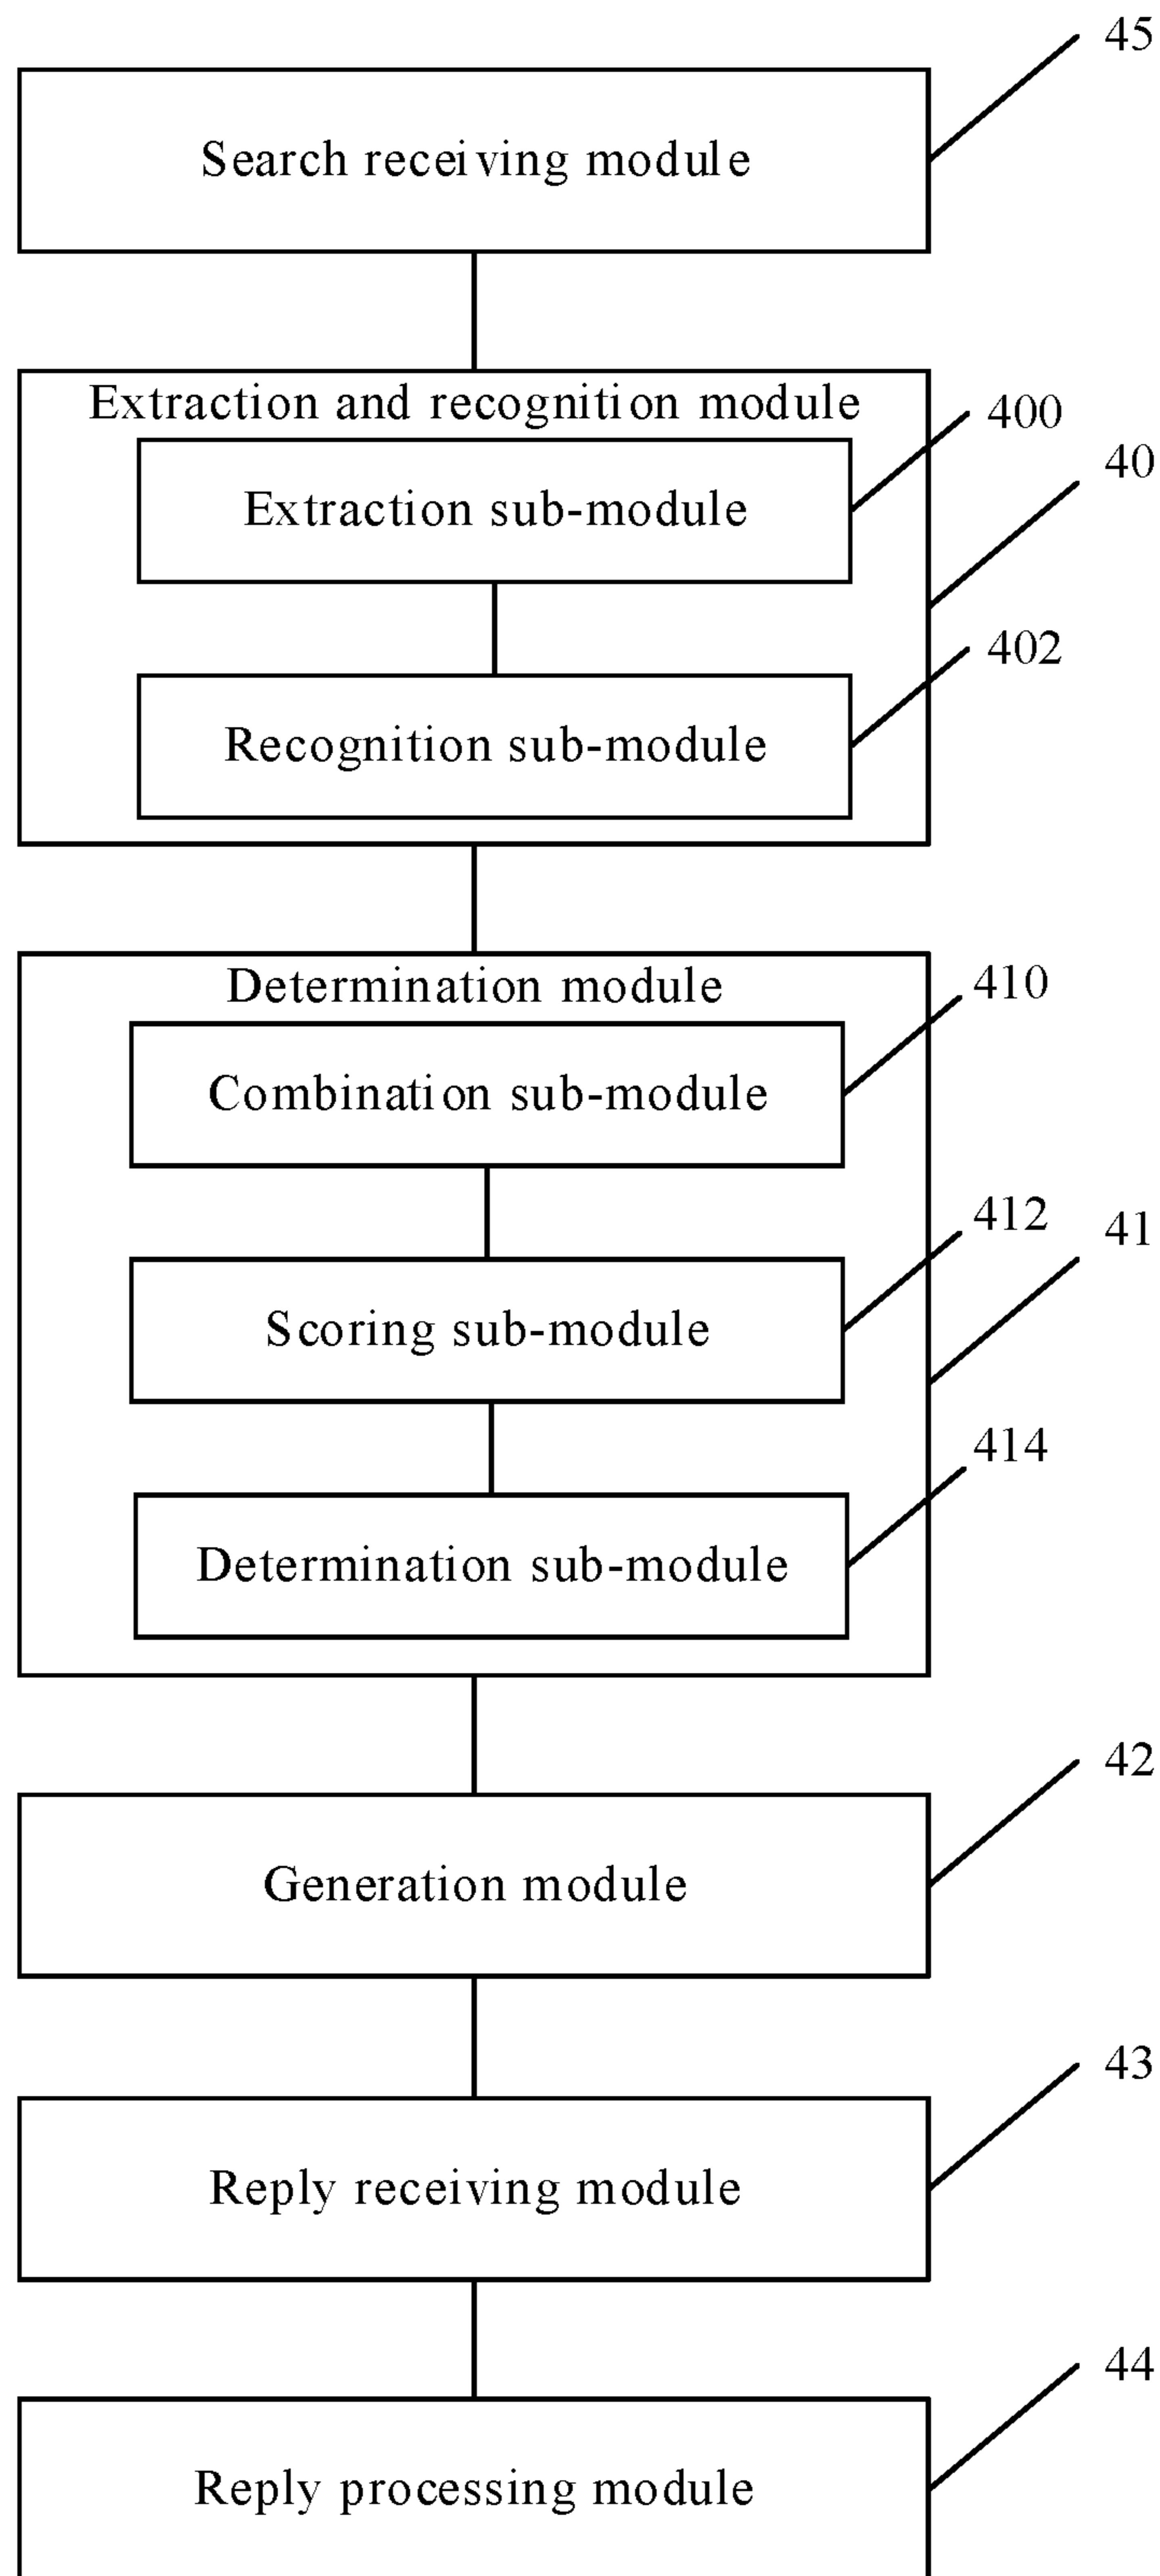 45
Search receiving module
Extraction and recognition module
400
40
Extraction sub-module
402
Recognition sub-module
Determination module
410
Combination sub-module
412
41
Scoring sub-module
414
Determination sub-module
42
Generation module
43
Reply receiving module
44
Reply processing module